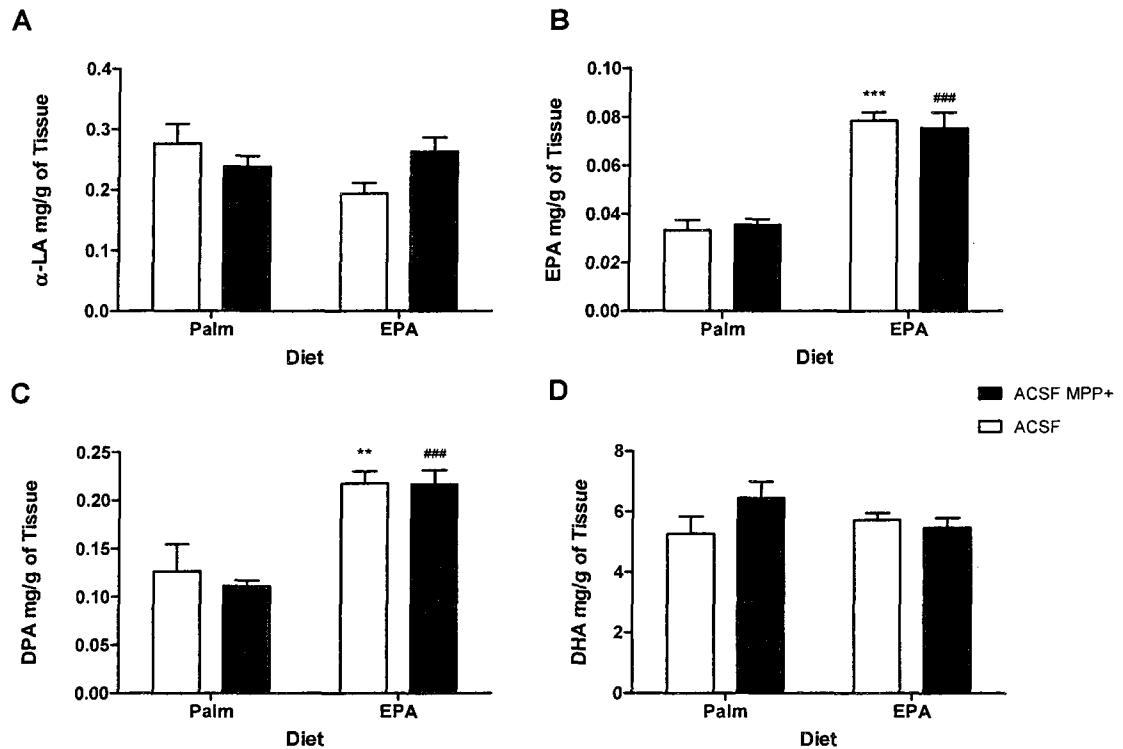 A
α-LA mg/g of Tissue
0.4
0.3
0.2
0.1
0.0
Palm
EPA
Diet
B
EPA mg/g of Tissue
0.10
0.08
0.06
0.04
0.02
0.00
***
###
Palm
EPA
Diet
C
DPA mg/g of Tissue
0.25
0.20
0.15
0.10
0.05
0.00
**
###
Palm
EPA
Diet
D
ACSF MPP+
ACSF
DHA mg/g of Tissue
8
6
4
2
0
Palm
EPA
Diet